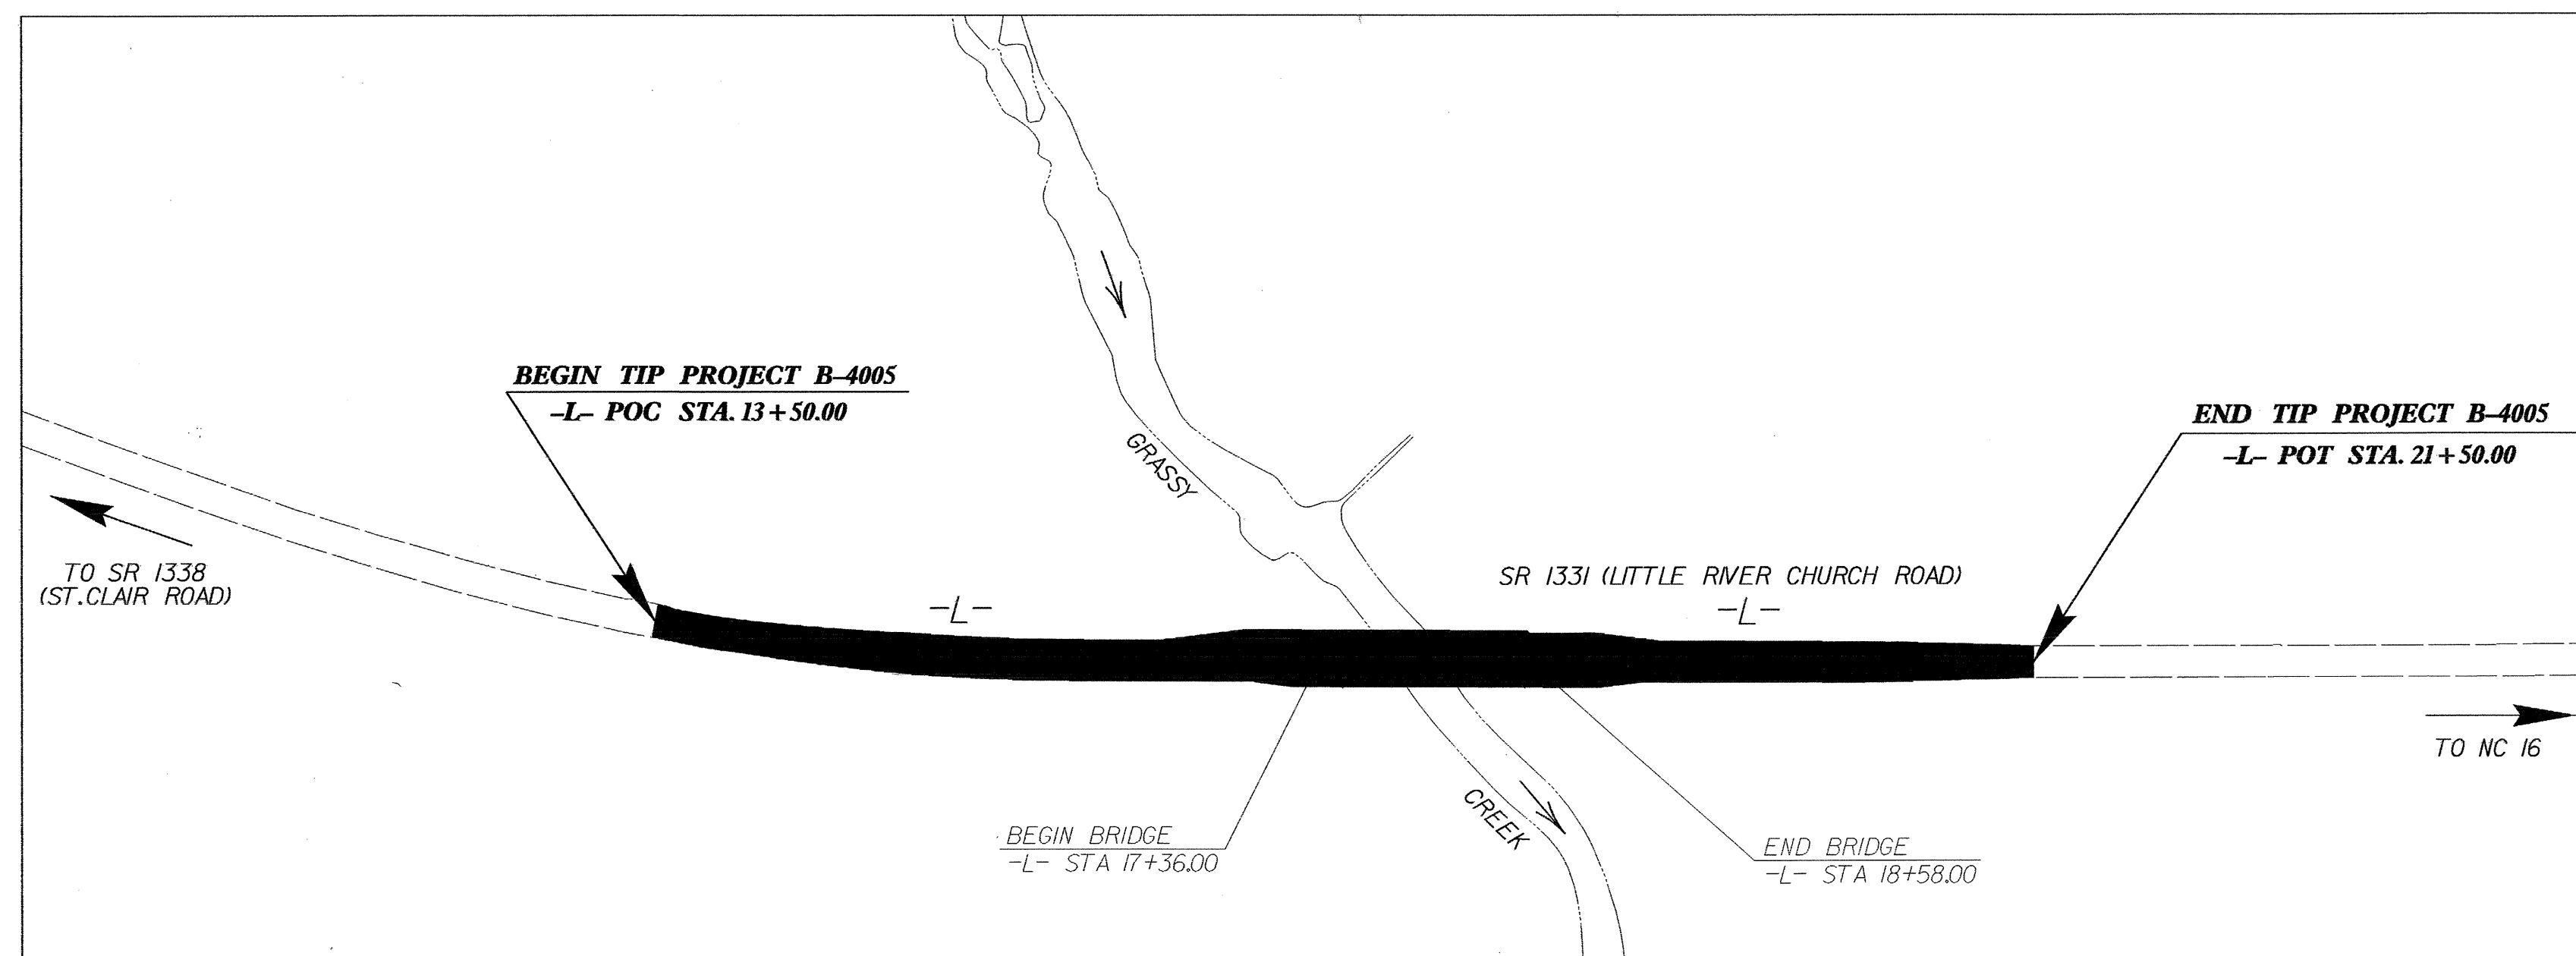 BEGIN TIP PROJECT B-4005
-L- POC STA. 13+50.00
END TIP PROJECT B-4005
-L- POT STA. 21+50.00
GRASSY
TO SR 1338
(ST.CLAIR ROAD)
SR 1331 (LITTLE RIVER CHURCH ROAD)
-L-
-L-
TO NC 16
CREEK
BEGIN BRIDGE
-L- STA 17+36.00
END BRIDGE
-L- STA 18+58.00